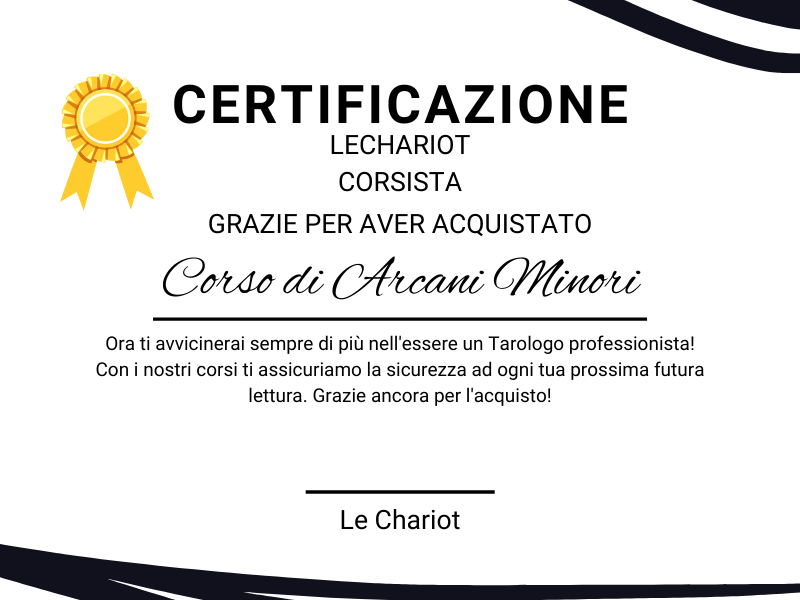 CERTIFICAZIONE
LECHARIOT
CORSISTA
GRAZIE PER AVER ACQUISTATO
Corso di Arcani Minori
Ora ti avvicinerai sempre di più nell'essere un Tarologo professionista!
Con i nostri corsi ti assicuriamo la sicurezza ad ogni tua prossima futura
lettura. Grazie ancora per l'acquisto!
Le Chariot